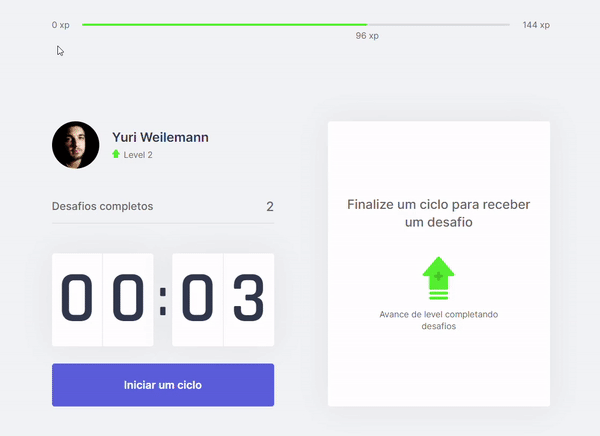 0 xp
96 xp
144 xp
Yuri Weilemann
Level 2
Desafios completos 2
00:03
Iniciar um ciclo
Finalize um ciclo para receber
um desafio
Avance de level completando
desafios